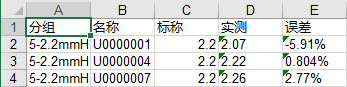 A B C D E
1 分组 名称 标称 实测 误差
2 5-2.2mmH U0000001 2.2 2.07 -5.91%
3 5-2.2mmH U0000004 2.2 2.22 0.804%
4 5-2.2mmH U0000007 2.2 2.26 2.77%